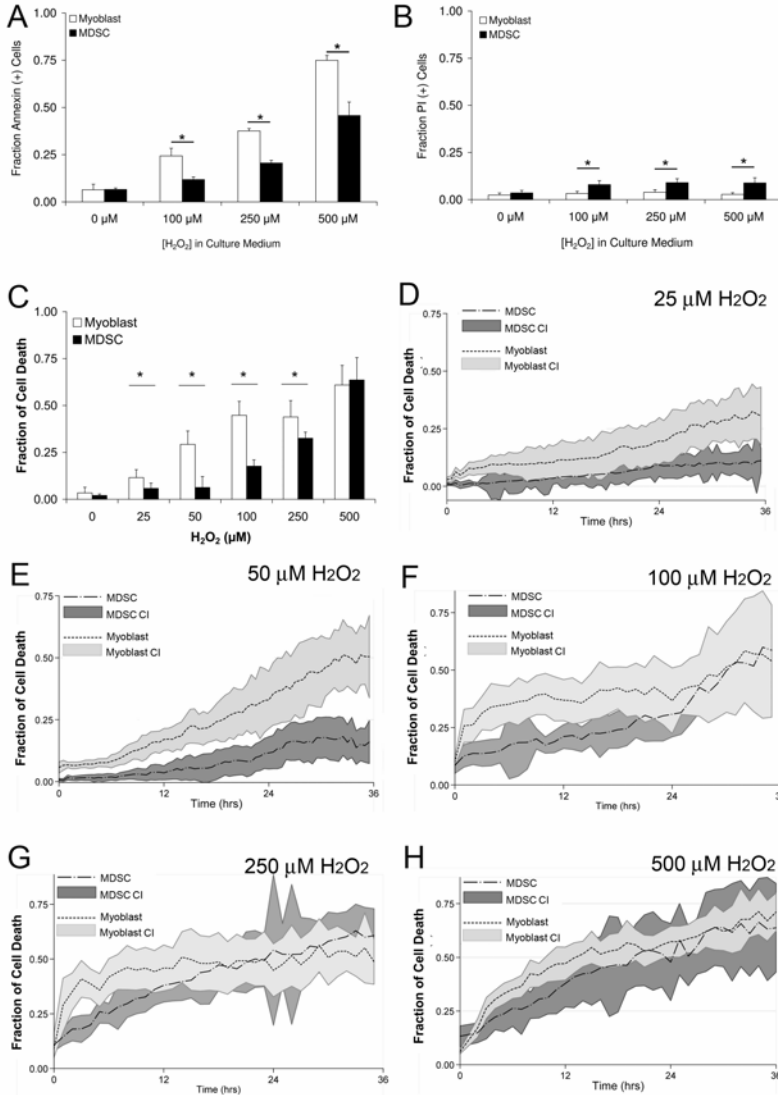 A
Myoblast
MDSC
Fraction Annexin (+) Cells
1.00
0.75
0.50
0.25
0.00
*
*
*
0 µM
100 µM
250 µM
500 µM
[H2O2] in Culture Medium
B
Myoblast
MDSC
Fraction PI (+) Cells
1.00
0.75
0.50
0.25
0.00
*
*
*
0 µM
100 µM
250 µM
500 µM
[H2O2] in Culture Medium
C
Myoblast
MDSC
Fraction of Cell Death
1.00
0.75
0.50
0.25
0.00
*
*
*
*
0
25
50
100
250
500
H2O2 (µM)
D
25 µM H2O2
MDSC
MDSC CI
Myoblast
Myoblast CI
Fraction of Cell Death
0.75
0.50
0.25
0.00
0
12
24
36
Time (hrs)
E
50 µM H2O2
MDSC
MDSC CI
Myoblast
Myoblast CI
Fraction of Cell Death
0.75
0.50
0.25
0.00
0
12
24
36
Time (hrs)
F
100 µM H2O2
MDSC
MDSC CI
Myoblast
Myoblast CI
Fraction of Cell Death
0.75
0.50
0.25
0.00
0
12
24
36
Time (hrs)
G
250 µM H2O2
MDSC
MDSC CI
Myoblast
Myoblast CI
Fraction of Cell Death
0.75
0.50
0.25
0.00
0
12
24
36
Time (hrs)
H
500 µM H2O2
MDSC
MDSC CI
Myoblast
Myoblast CI
Fraction of Cell Death
0.75
0.50
0.25
0.00
0
12
24
36
Time (hrs)